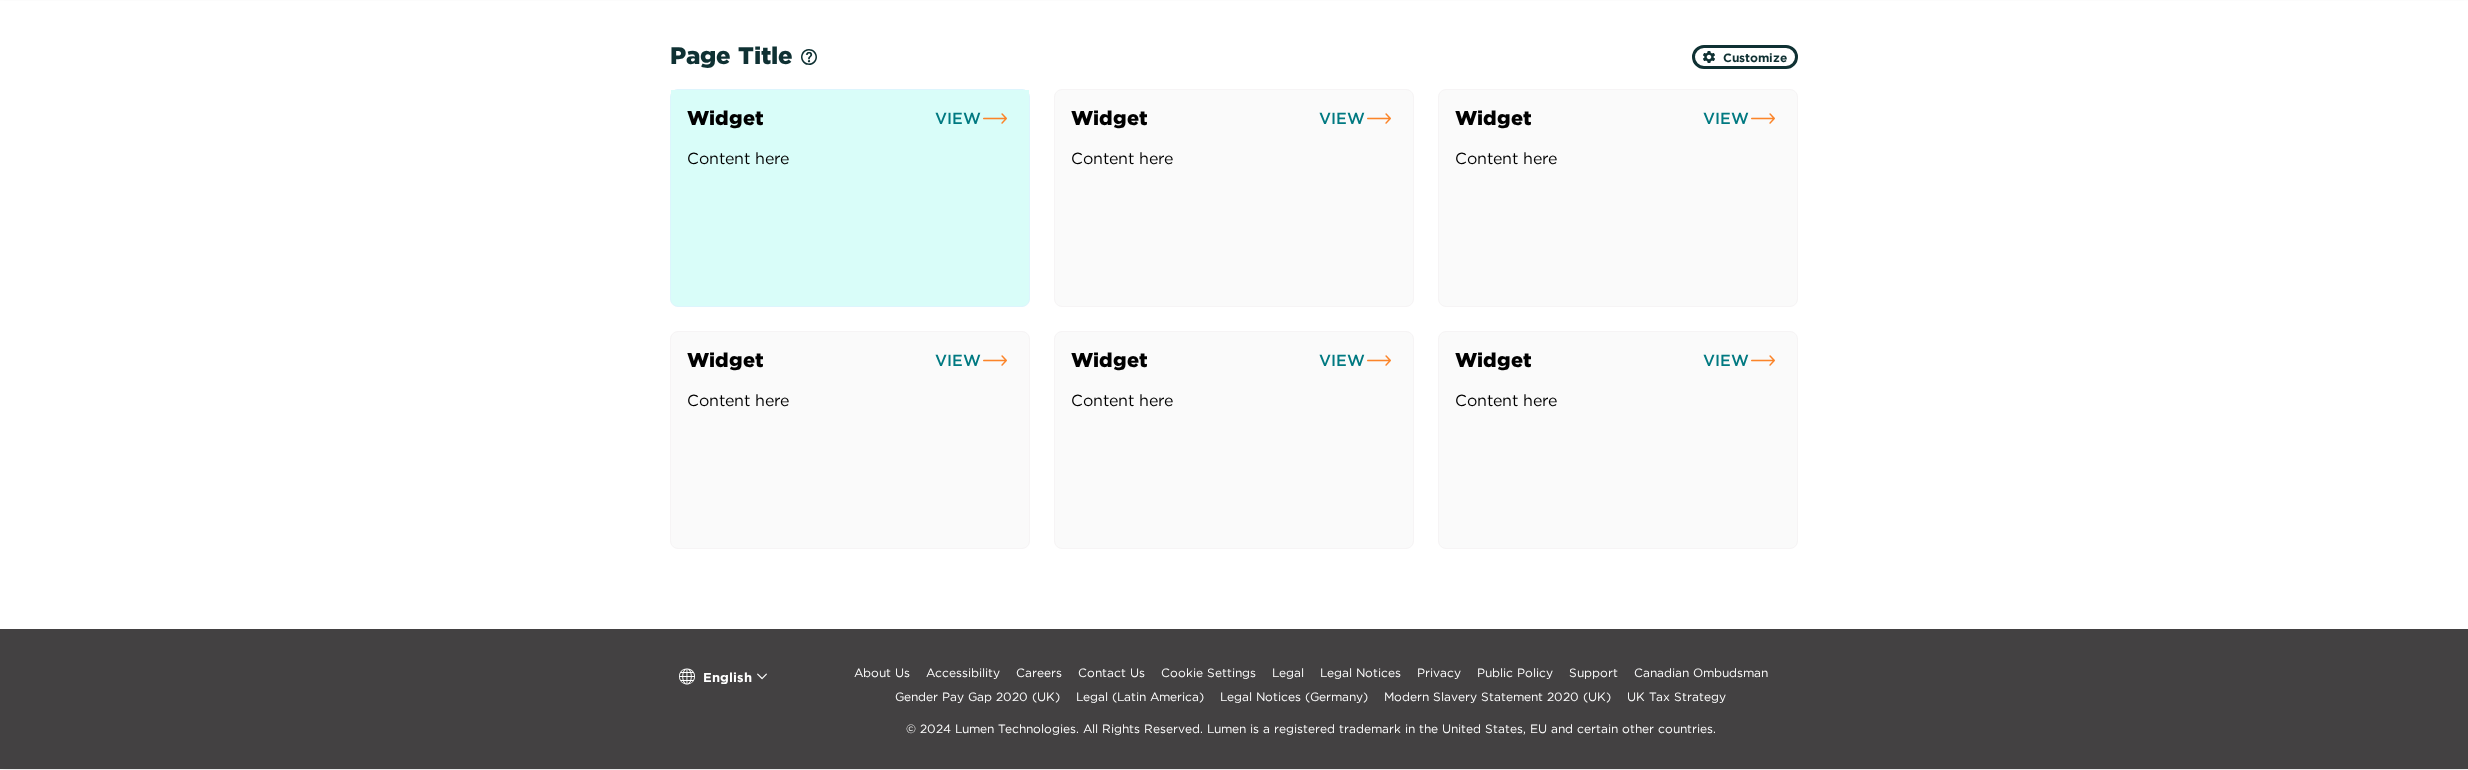 Page Title
Customize
Widget VIEW
Widget VIEW
Widget VIEW
Content here
Content here
Content here
Widget VIEW
Widget VIEW
Widget VIEW
Content here
Content here
Content here
English
About Us Accessibility Careers Contact Us Cookie Settings Legal Legal Notices Privacy Public Policy Support Canadian Ombudsman
Gender Pay Gap 2020 (UK) Legal (Latin America) Legal Notices (Germany) Modern Slavery Statement 2020 (UK) UK Tax Strategy
© 2024 Lumen Technologies. All Rights Reserved. Lumen is a registered trademark in the United States, EU and certain other countries.